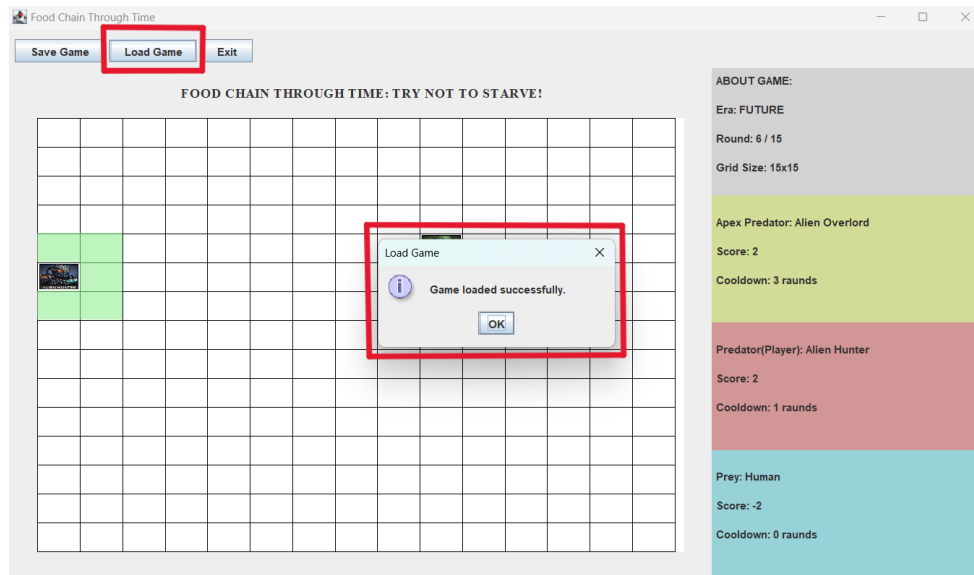 Food Chain Through Time
Save Game Load Game Exit
FOOD CHAIN THROUGH TIME: TRY NOT TO STARVE!
Load Game
Game loaded successfully.
OK
ABOUT GAME:
Era: FUTURE
Round: 6 / 15
Grid Size: 15x15
Apex Predator: Alien Overlord
Score: 2
Cooldown: 3 raunds
Predator(Player): Alien Hunter
Score: 2
Cooldown: 1 raunds
Prey: Human
Score: -2
Cooldown: 0 raunds